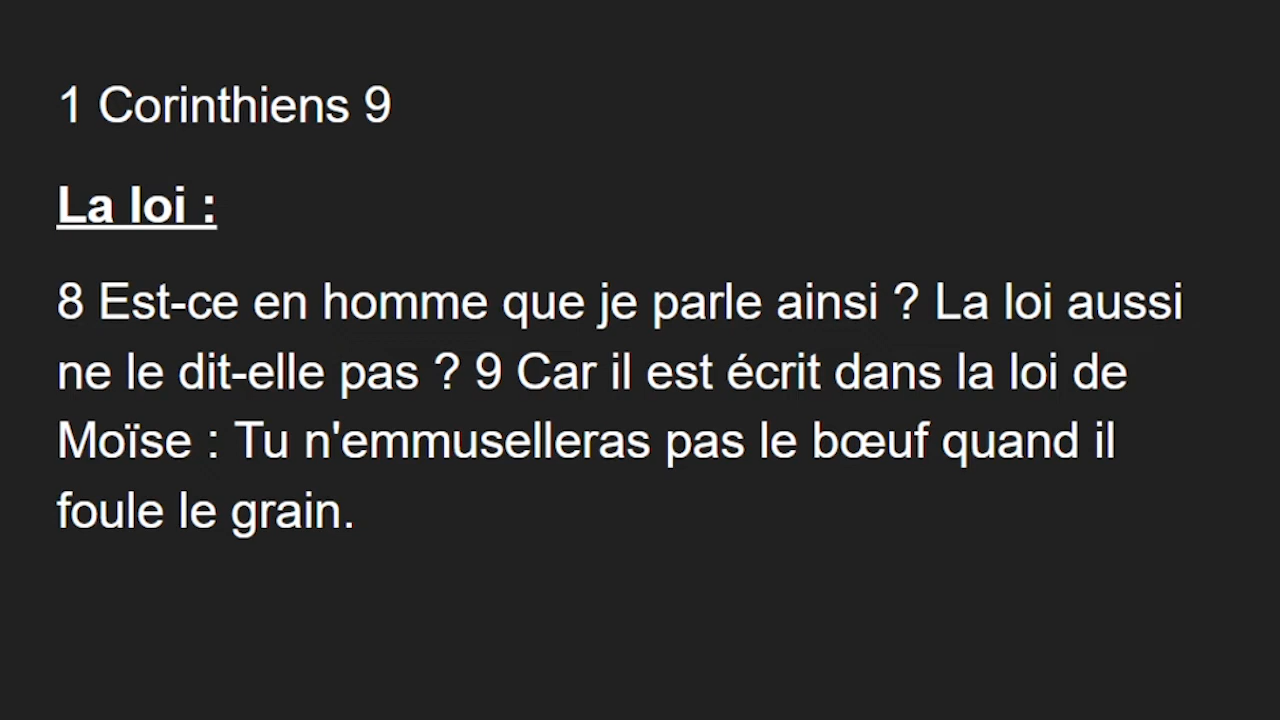 1 Corinthiens 9
La loi :
8 Est-ce en homme que je parle ainsi ? La loi aussi
ne le dit-elle pas ? 9 Car il est écrit dans la loi de
Moïse : Tu n'emmuselleras pas le bœuf quand il
foule le grain.